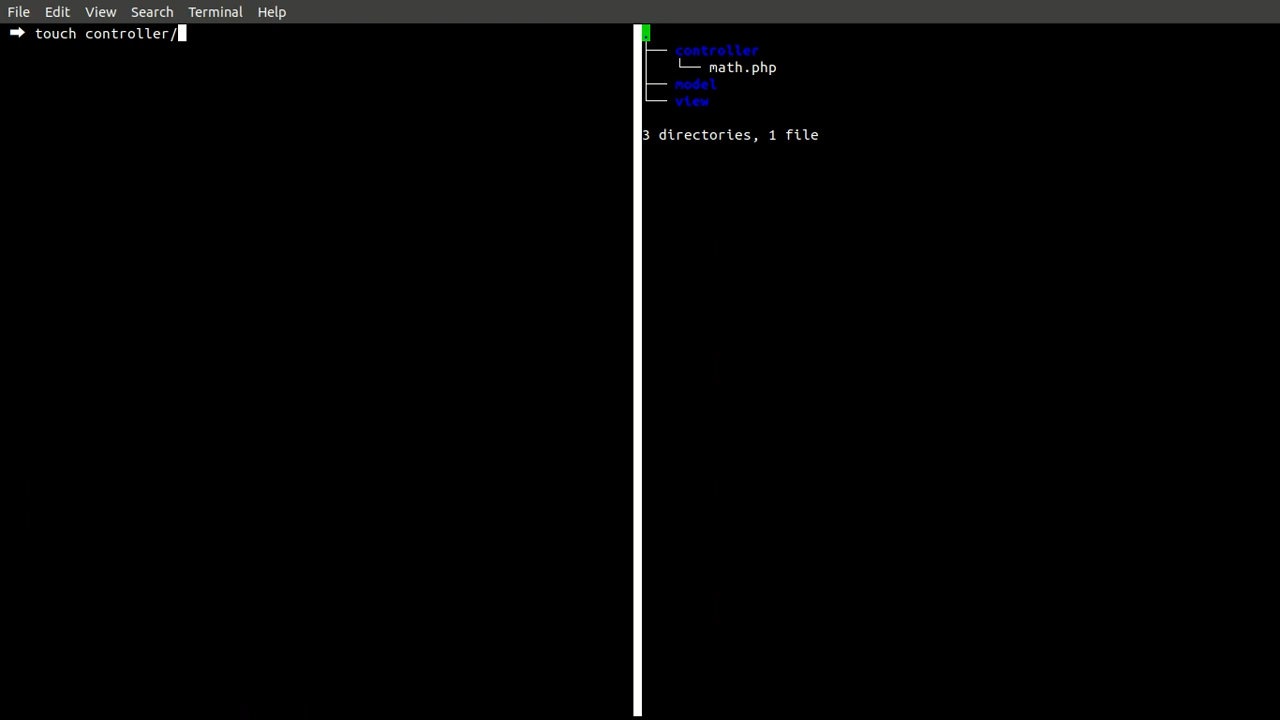 File Edit View Search Terminal Help
➡ touch controller/
.
├── controller
│   └── math.php
├── model
└── view
3 directories, 1 file